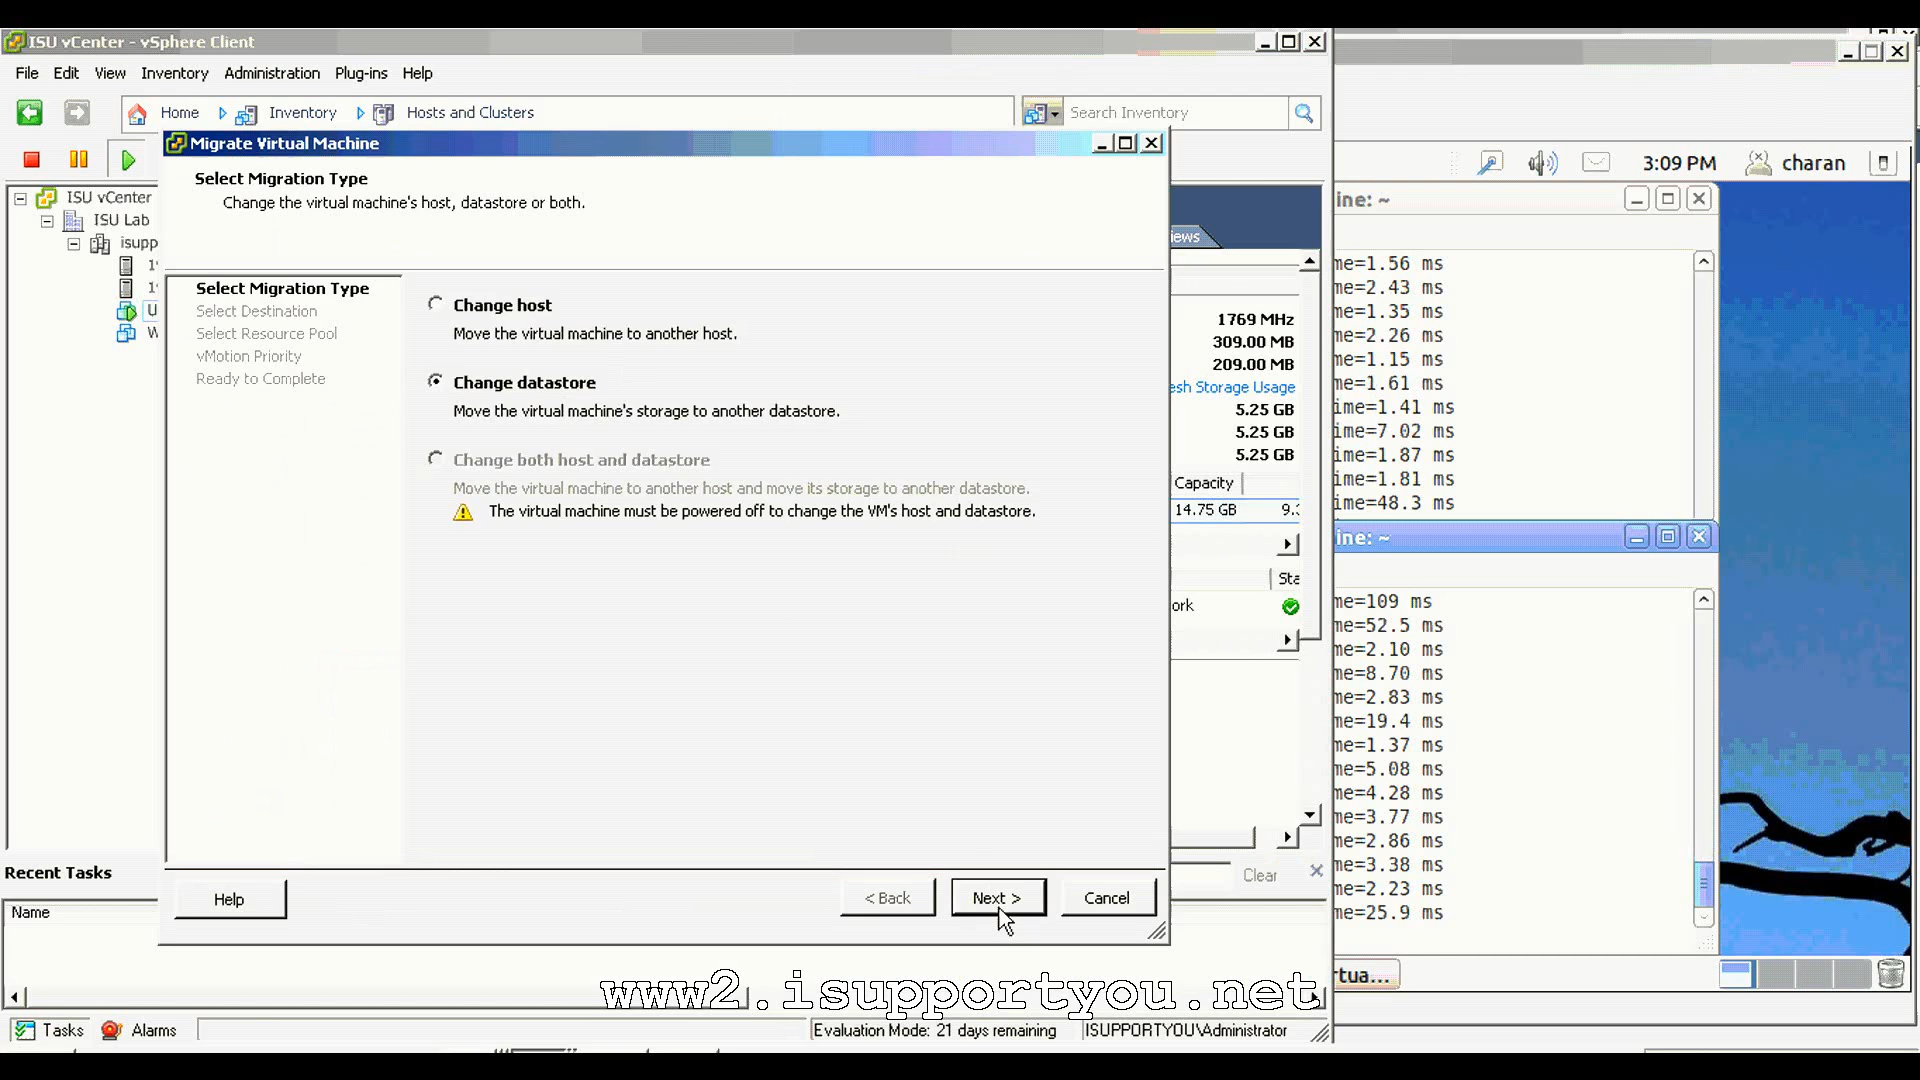 ISU vCenter - vSphere Client
File Edit View Inventory Administration Plug-ins Help
Home Inventory Hosts and Clusters
Search Inventory
Migrate Virtual Machine
Select Migration Type
Change the virtual machine's host, datastore or both.
ISU vCenter
ISU Lab
isupp
1
1
U
W
Select Migration Type
Select Destination
Select Resource Pool
vMotion Priority
Ready to Complete
Change host
Move the virtual machine to another host.
Change datastore
Move the virtual machine's storage to another datastore.
Change both host and datastore
Move the virtual machine to another host and move its storage to another datastore.
The virtual machine must be powered off to change the VM's host and datastore.
Help
< Back
Next >
Cancel
iews
1769 MHz
309.00 MB
209.00 MB
esh Storage Usage
5.25 GB
5.25 GB
5.25 GB
Capacity
14.75 GB 9.
Sta
ork
Clear
Recent Tasks
Name
Tasks Alarms
Evaluation Mode: 21 days remaining
ISUPPORTYOU\Administrator
www2.isupportyou.net
3:09 PM charan
ine: ~
me=1.56 ms
me=2.43 ms
me=1.35 ms
me=2.26 ms
me=1.15 ms
me=1.61 ms
ime=1.41 ms
ime=7.02 ms
ime=1.87 ms
ime=1.81 ms
ime=48.3 ms
ine: ~
me=109 ms
me=52.5 ms
me=2.10 ms
me=8.70 ms
me=2.83 ms
me=19.4 ms
me=1.37 ms
me=5.08 ms
me=4.28 ms
me=3.77 ms
me=2.86 ms
me=3.38 ms
me=2.23 ms
me=25.9 ms
rtua...